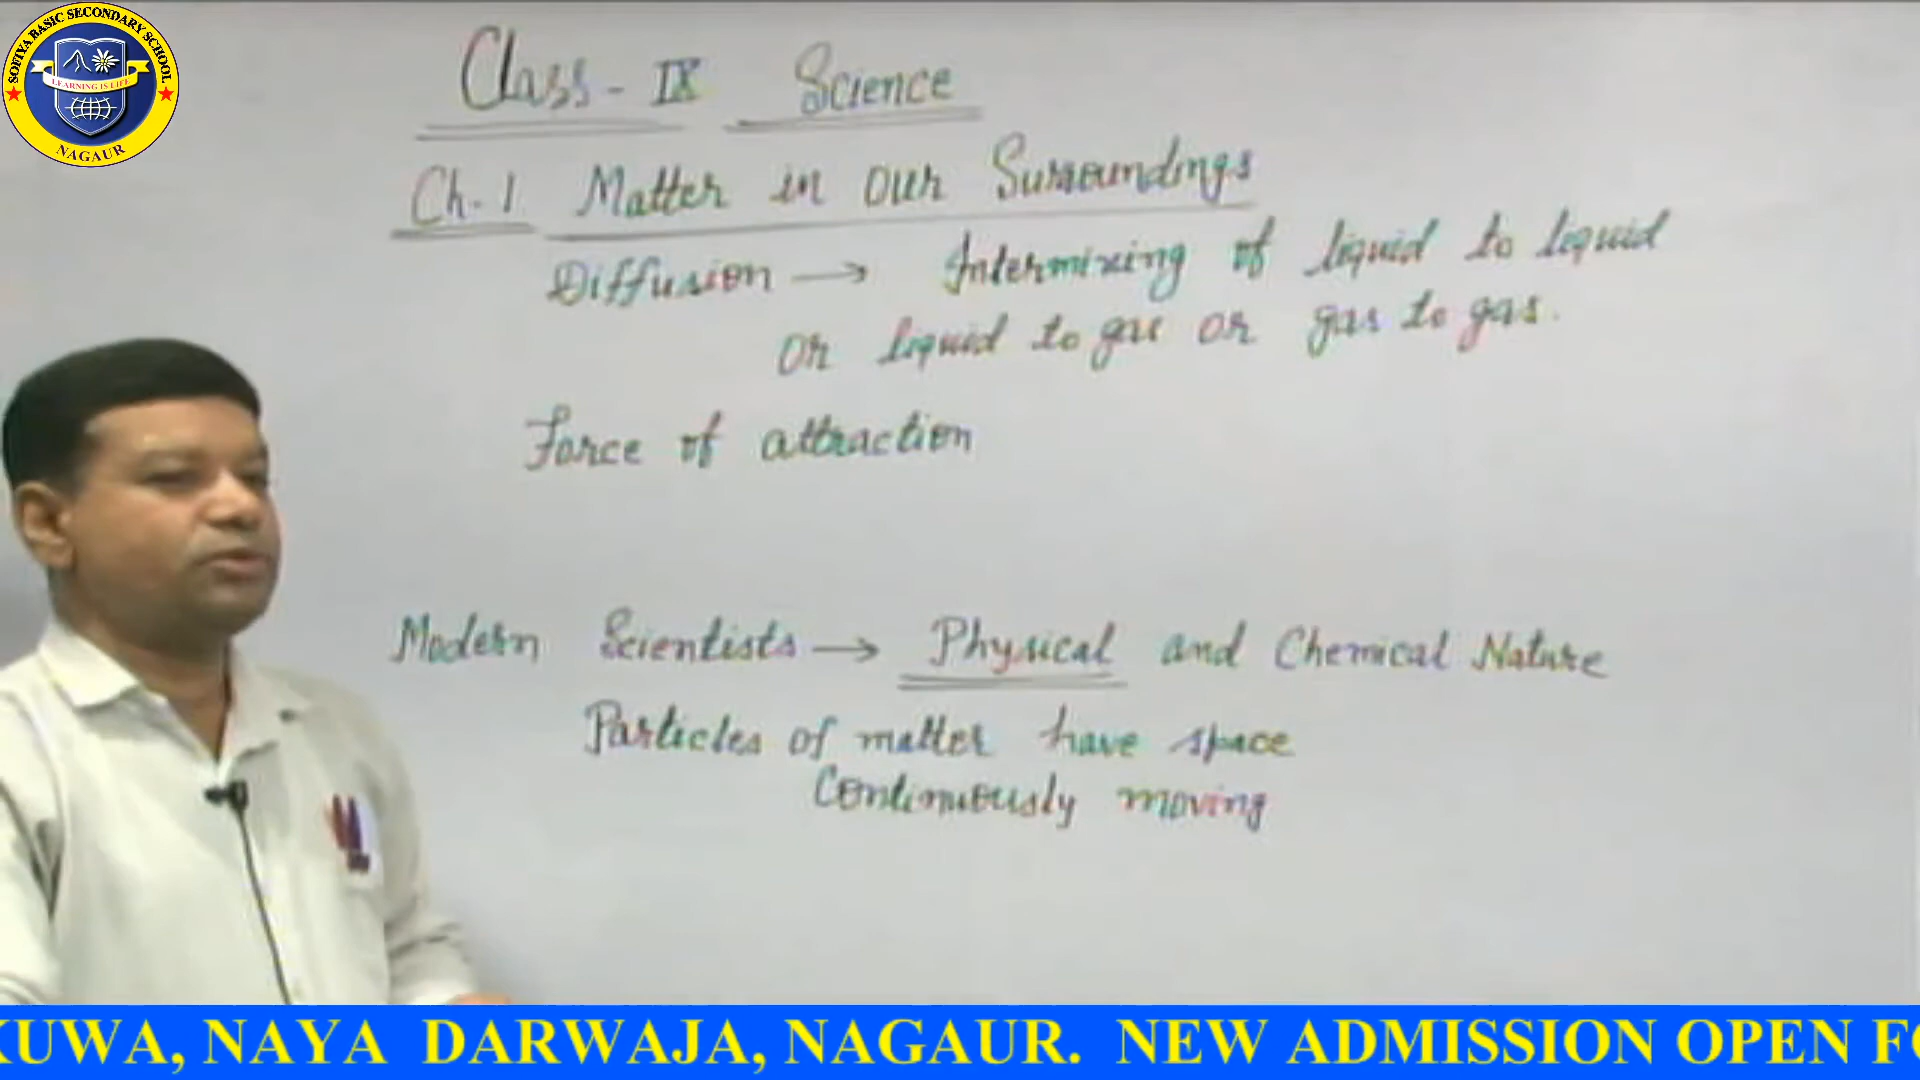 SOFIYA BASIC SECONDARY SCHOOL
LEARNING IS LIFE
NAGAUR
Class - IX Science
Ch. 1 Matter in our Surroundings
Diffusion → Intermixing of liquid to liquid
or liquid to gas or gas to gas.
Force of attraction
Modern Scientists → Physical and Chemical Nature
Particles of matter have space
Continuously moving
KUWA, NAYA DARWAJA, NAGAUR. NEW ADMISSION OPEN FO